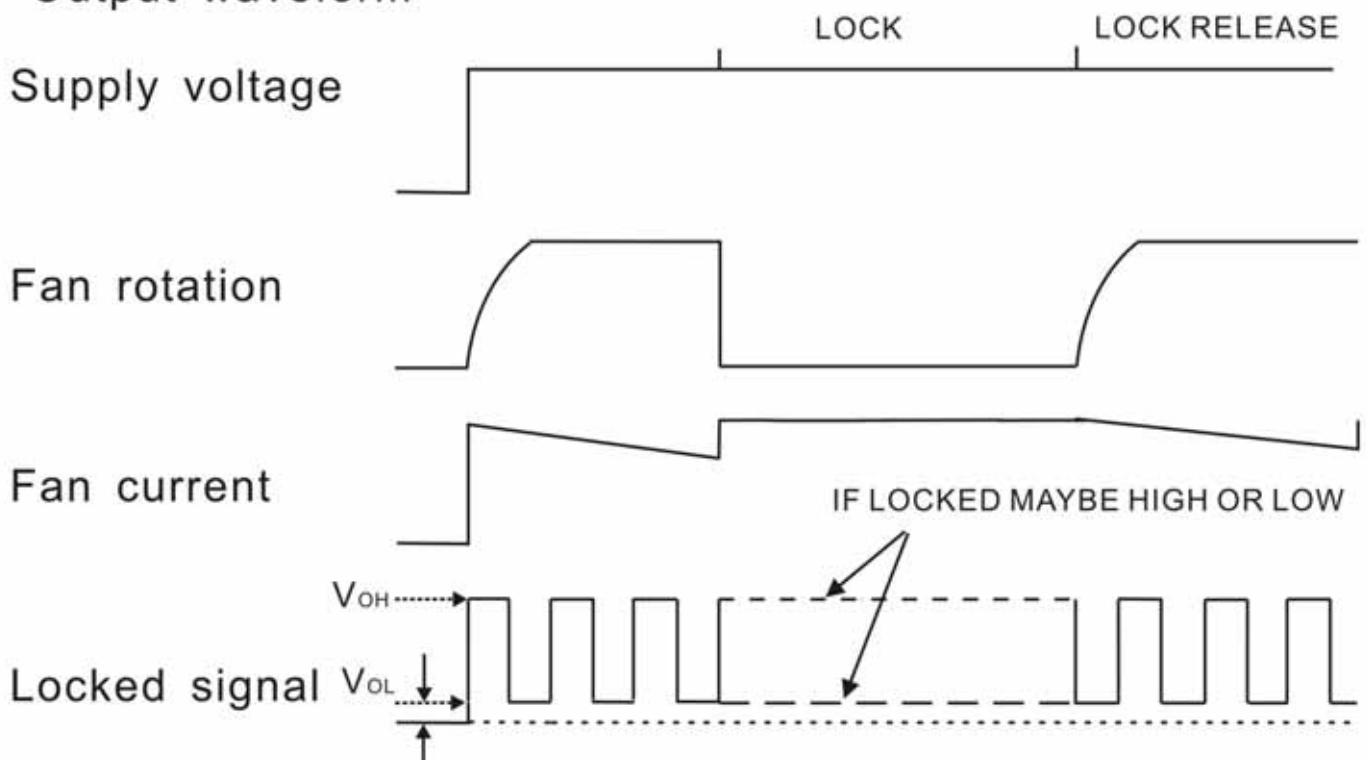 LOCK LOCK RELEASE
Supply voltage
Fan rotation
Fan current
IF LOCKED MAYBE HIGH OR LOW
VOH
Locked signal VOL